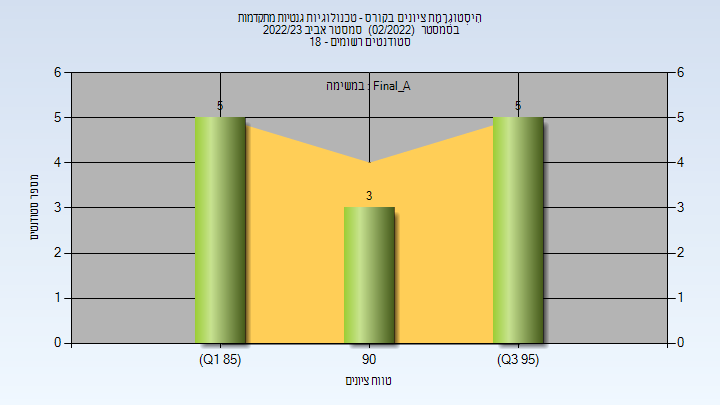 היסטוגרמת ציונים בקורס - טכנולוגיות גנטיות מתקדמות
בסמסטר (02/2022) סמסטר אביב 2022/23
סטודנטים רשומים - 18
במשימה : Final_A
6 6
5 5
4 4
3 3
2 2
1 1
0 0
5 3 5
מספר סטודנטים
(Q1 85) 90 (Q3 95)
טווח ציונים